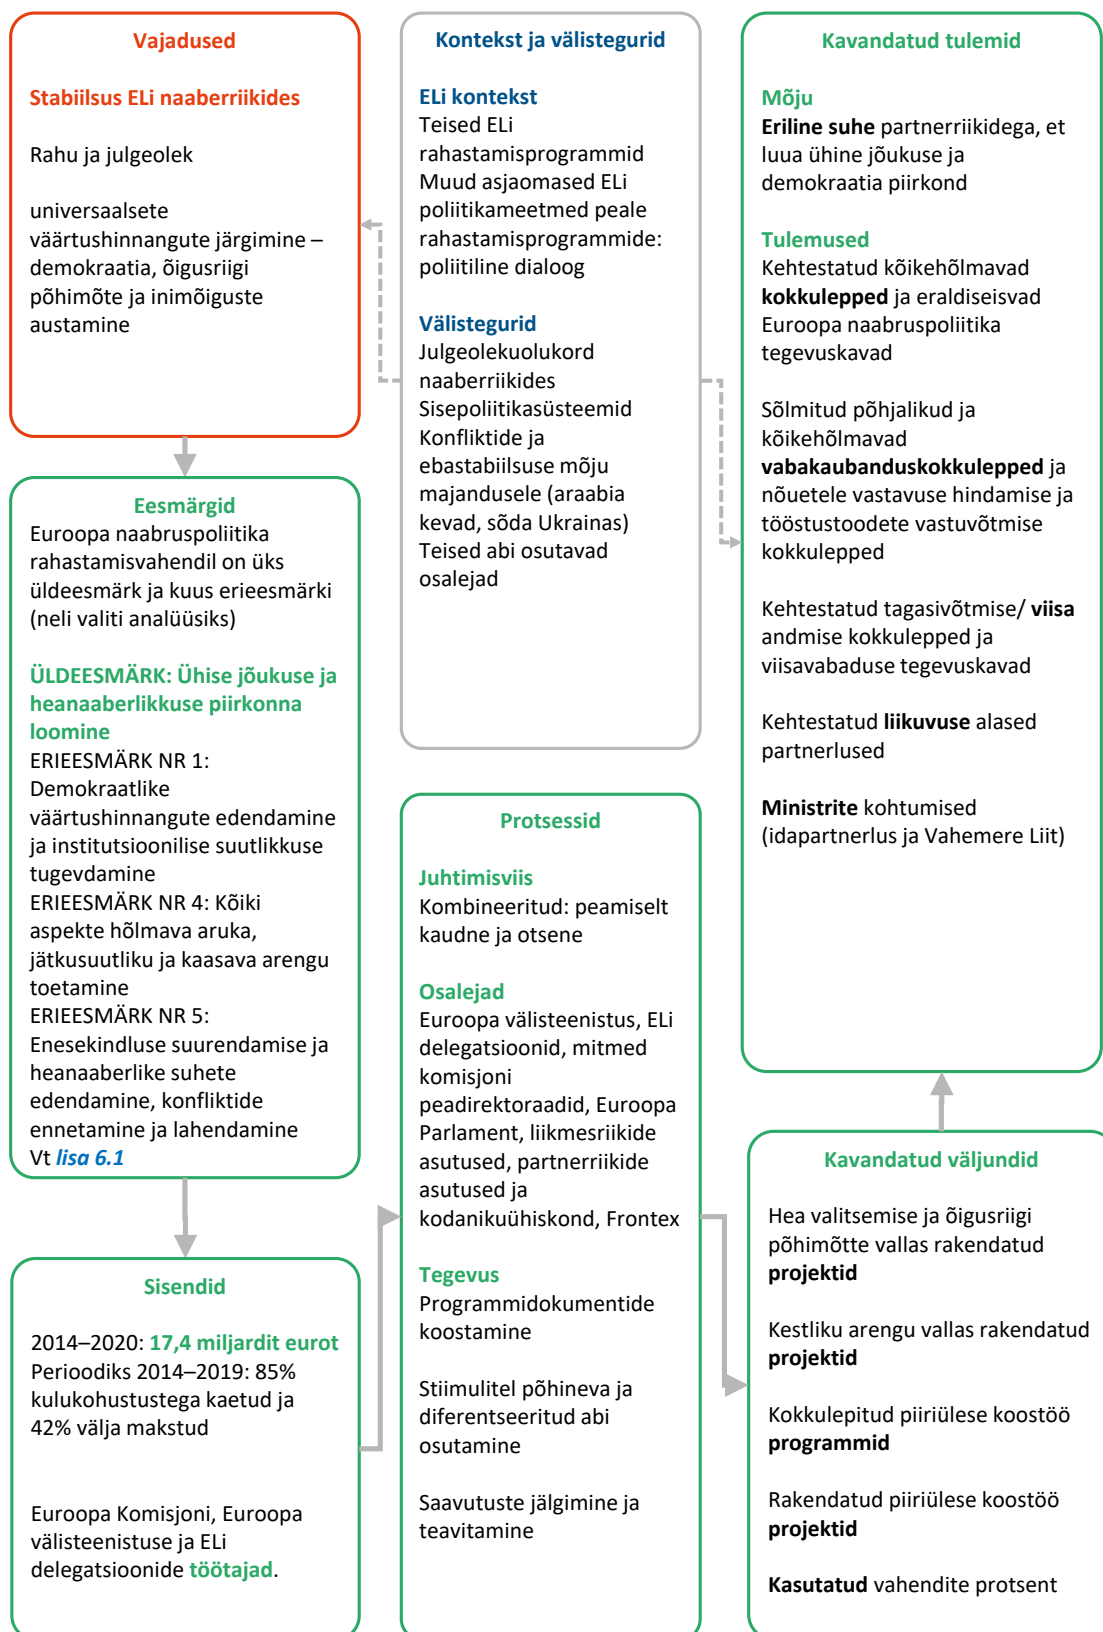 Vajadused
Stabiilsus ELi naaberriikides
Rahu ja julgeolek
universaalsete
väärtushinnangute järgimine –
demokraatia, õigusriigi
põhimõte ja inimõiguste
austamine
Eesmärgid
Euroopa naabruspoliitika
rahastamisvahendil on üks
üldeesmärk ja kuus erieesmärki
(neli valiti analüüsiks)
ÜLDEESMÄRK: Ühise jõukuse ja
heanaaberlikkuse piirkonna
loomine
ERIEESMÄRK NR 1:
Demokraatlike
väärtushinnangute edendamine
ja institutsioonilise suutlikkuse
tugevdamine
ERIEESMÄRK NR 4: Kõiki
aspekte hõlmava aruka,
jätkusuutliku ja kaasava arengu
toetamine
ERIEESMÄRK NR 5:
Enesekindluse suurendamise ja
heanaaberlike suhete
edendamine, konfliktide
ennetamine ja lahendamine
Vt lisa 6.1
Sisendid
2014–2020: 17,4 miljardit eurot
Perioodiks 2014–2019: 85%
kulukohustustega kaetud ja
42% välja makstud
Euroopa Komisjoni, Euroopa
välisteenistuse ja ELi
delegatsioonide töötajad.
Kontekst ja välistegurid
ELi kontekst
Teised ELi
rahastamisprogrammid
Muud asjaomased ELi
poliitikameetmed peale
rahastamisprogrammide:
poliitiline dialoog
Välistegurid
Julgeolekuolukord
naaberriikides
Sisepoliitikasüsteemid
Konfliktide ja
ebastabiilsuse mõju
majandusele (araabia
kevad, sõda Ukrainas)
Teised abi osutavad
osalejad
Protsessid
Juhtimisviis
Kombineeritud: peamiselt
kaudne ja otsene
Osalejad
Euroopa välisteenistus, ELi
delegatsioonid, mitmed
komisjoni
peadirektoraadid, Euroopa
Parlament, liikmesriikide
asutused, partnerriikide
asutused ja
kodanikuühiskond, Frontex
Tegevus
Programmidokumentide
koostamine
Stiimulitel põhineva ja
diferentseeritud abi
osutamine
Saavutuste jälgimine ja
teavitamine
Kavandatud tulemid
Mõju
Eriline suhe partnerriikidega, et
luua ühine jõukuse ja
demokraatia piirkond
Tulemused
Kehtestatud kõikehõlmavad
kokkulepped ja eraldiseisvad
Euroopa naabruspoliitika
tegevuskavad
Sõlmitud põhjalikud ja
kõikehõlmavad
vabakaubanduskokkulepped ja
nõuetele vastavuse hindamise ja
tööstustoodete vastuvõtmise
kokkulepped
Kehtestatud tagasivõtmise/ viisa
andmise kokkulepped ja
viisavabaduse tegevuskavad
Kehtestatud liikuvuse alased
partnerlused
Ministrite kohtumised
(idapartnerlus ja Vahemere Liit)
Kavandatud väljundid
Hea valitsemise ja õigusriigi
põhimõtte vallas rakendatud
projektid
Kestliku arengu vallas rakendatud
projektid
Kokkulepitud piiriülese koostöö
programmid
Rakendatud piiriülese koostöö
projektid
Kasutatud vahendite protsent